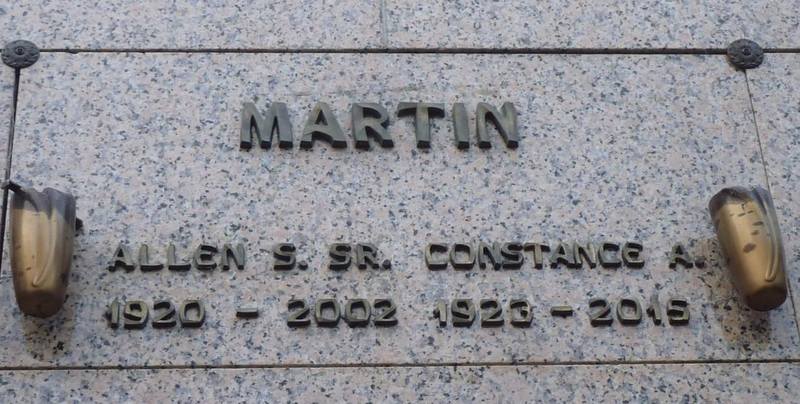 MARTIN
ALLEN S. SR. CONSTANCE A.
1920 - 2002 1923 - 2015